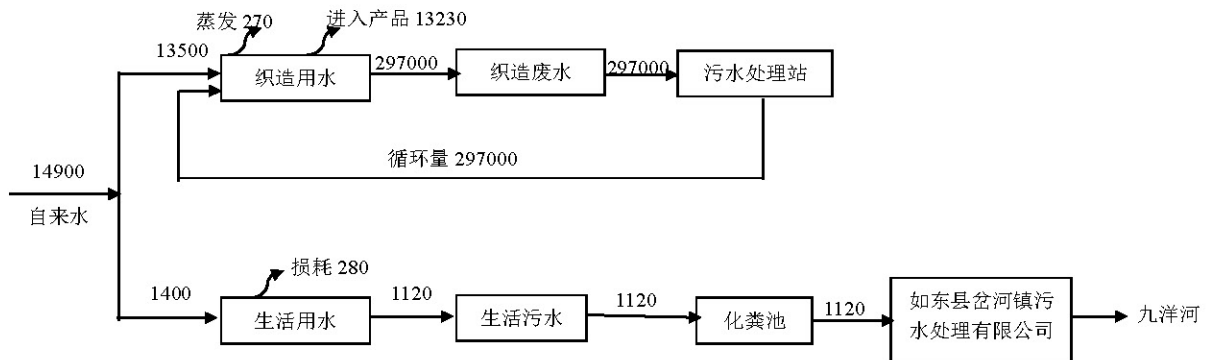 蒸发 270
进入产品 13230
13500
织造用水
297000
织造废水
297000
污水处理站
循环量 297000
14900
自来水
损耗 280
1400
生活用水
1120
生活污水
1120
化粪池
1120
如东县岔河镇污
水处理有限公司
九洋河